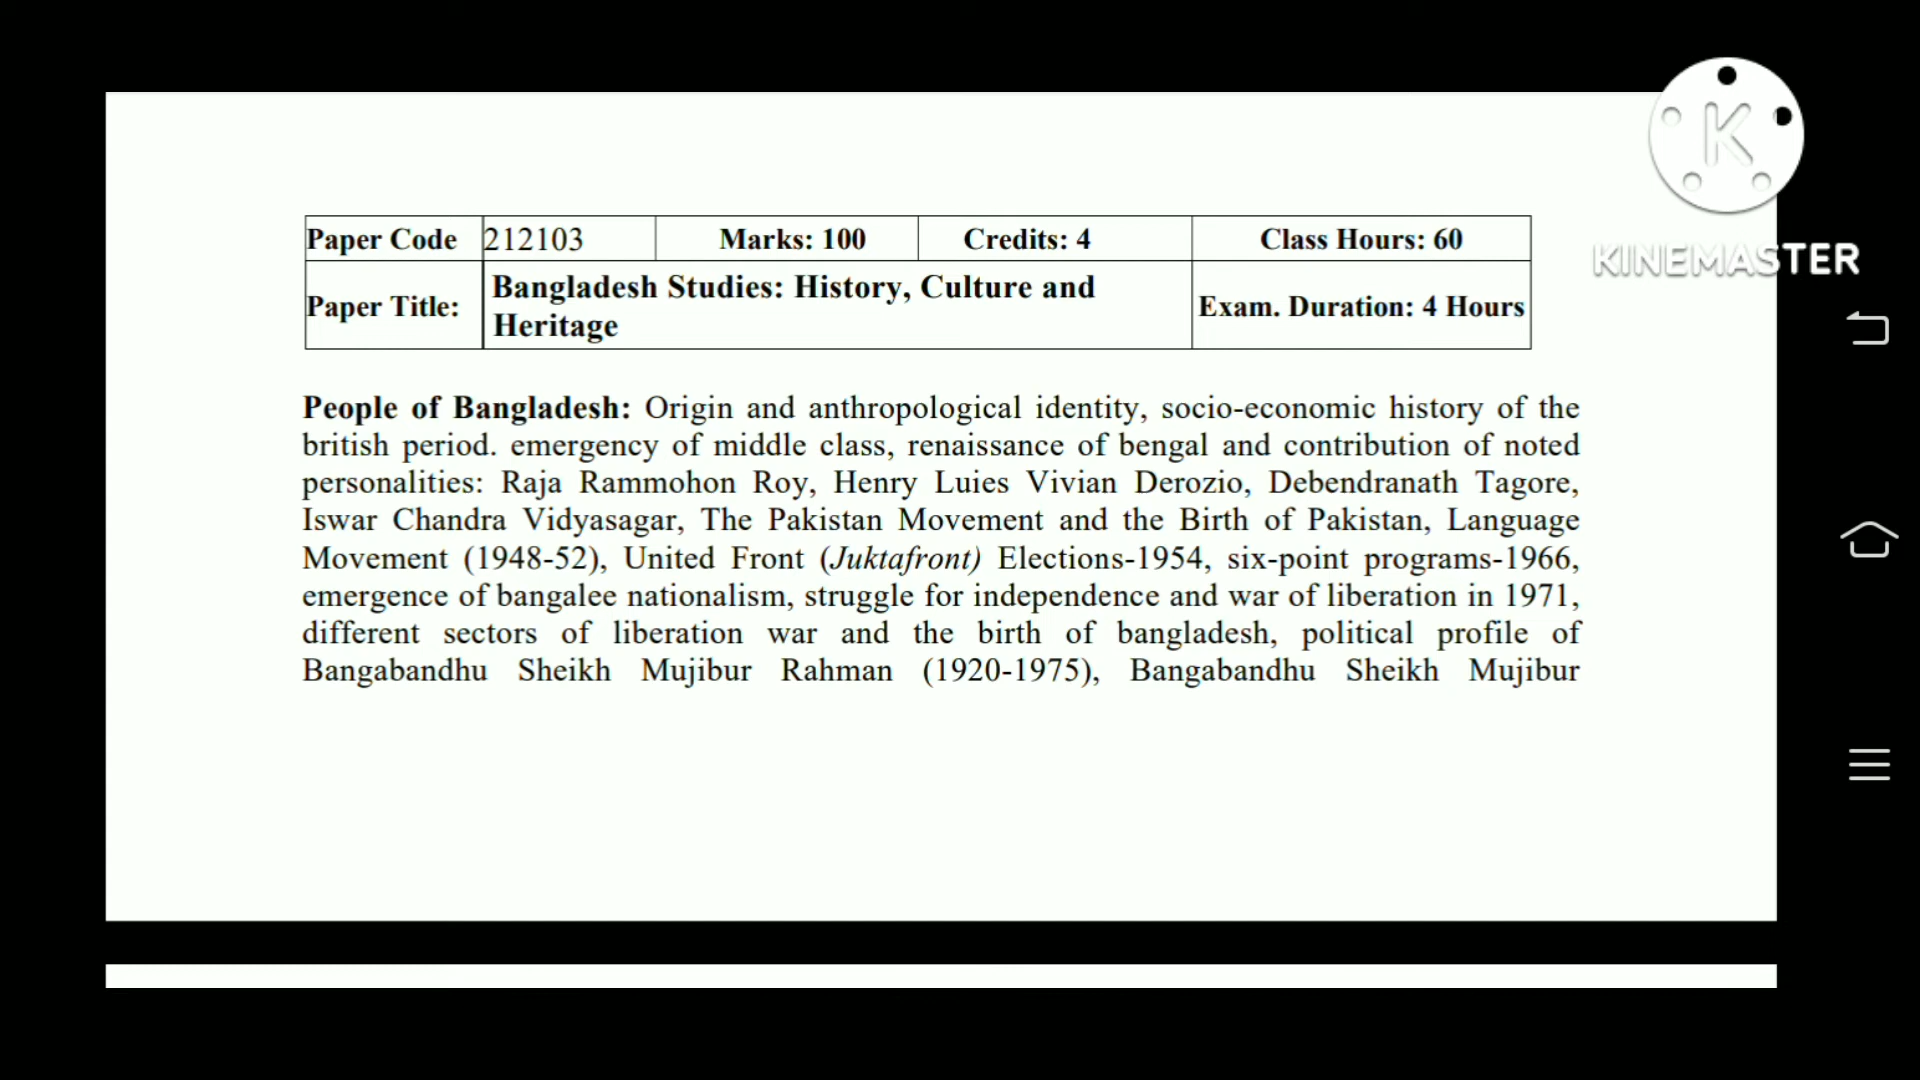 Paper Code 212103 Marks: 100 Credits: 4 Class Hours: 60
Paper Title: Bangladesh Studies: History, Culture and Heritage Exam. Duration: 4 Hours
People of Bangladesh: Origin and anthropological identity, socio-economic history of the
british period. emergency of middle class, renaissance of bengal and contribution of noted
personalities: Raja Rammohon Roy, Henry Luies Vivian Derozio, Debendranath Tagore,
Iswar Chandra Vidyasagar, The Pakistan Movement and the Birth of Pakistan, Language
Movement (1948-52), United Front (Juktafront) Elections-1954, six-point programs-1966,
emergence of bangalee nationalism, struggle for independence and war of liberation in 1971,
different sectors of liberation war and the birth of bangladesh, political profile of
Bangabandhu Sheikh Mujibur Rahman (1920-1975), Bangabandhu Sheikh Mujibur
K
KINEMASTER